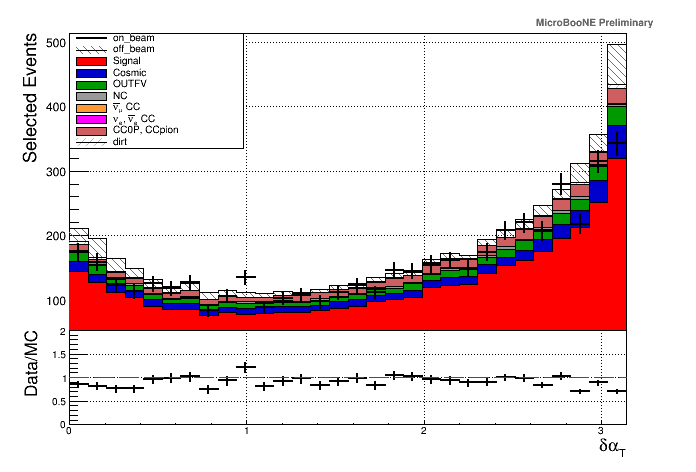 MicroBooNE Preliminary
Selected Events
500
400
300
200
100
on_beam
off_beam
Signal
Cosmic
OUTFV
NC
ν̅μ CC
νe, ν̅e CC
CC0P, CCpion
dirt
Data/MC
2
1.5
1
0.5
0
0 1 2 3
δαT